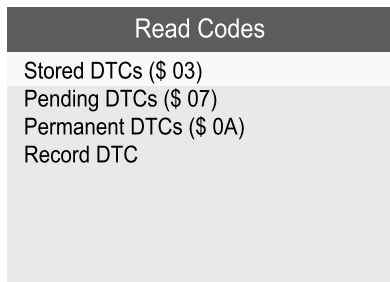 Read Codes
Stored DTCs ($ 03)
Pending DTCs ($ 07)
Permanent DTCs ($ 0A)
Record DTC